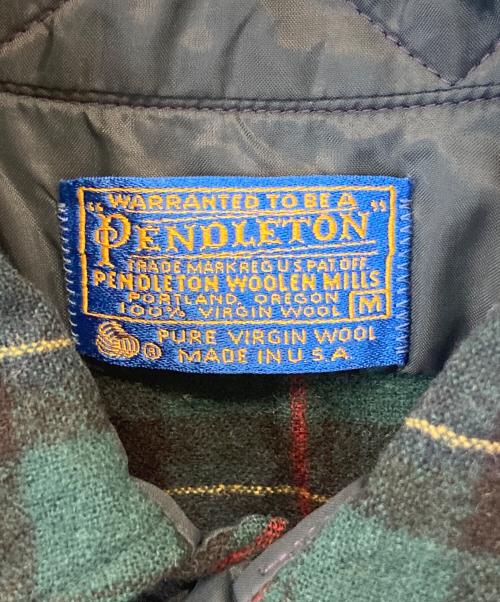 WARRANTED TO BE A
"PENDLETON"
TRADE MARK REG U S PAT. OFF
PENDLETON WOOLEN MILLS
PORTLAND, OREGON
100% VIRGIN WOOL M
® PURE VIRGIN WOOL
MADE IN U.S.A.